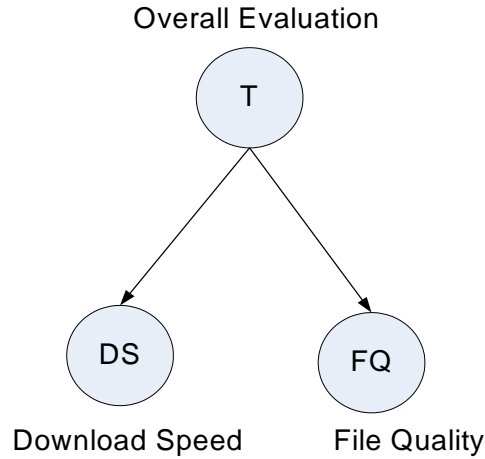 Overall Evaluation
T
DS
FQ
Download Speed
File Quality